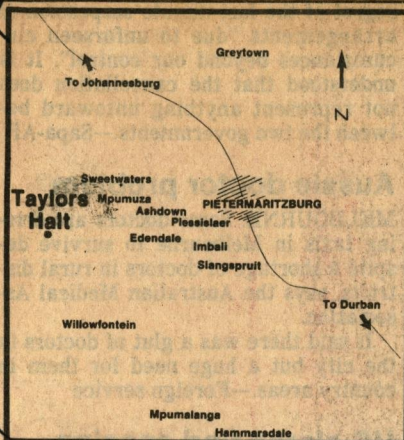 Greytown
To Johannesburg
N
Sweetwaters
Taylors
Halt
Mpumuza
Ashdown
PIETERMARITZBURG
Plessislaer
Edendale
Imbali
Slangspruit
To Durban
Willowfontein
Mpumalanga
Hammarsdale